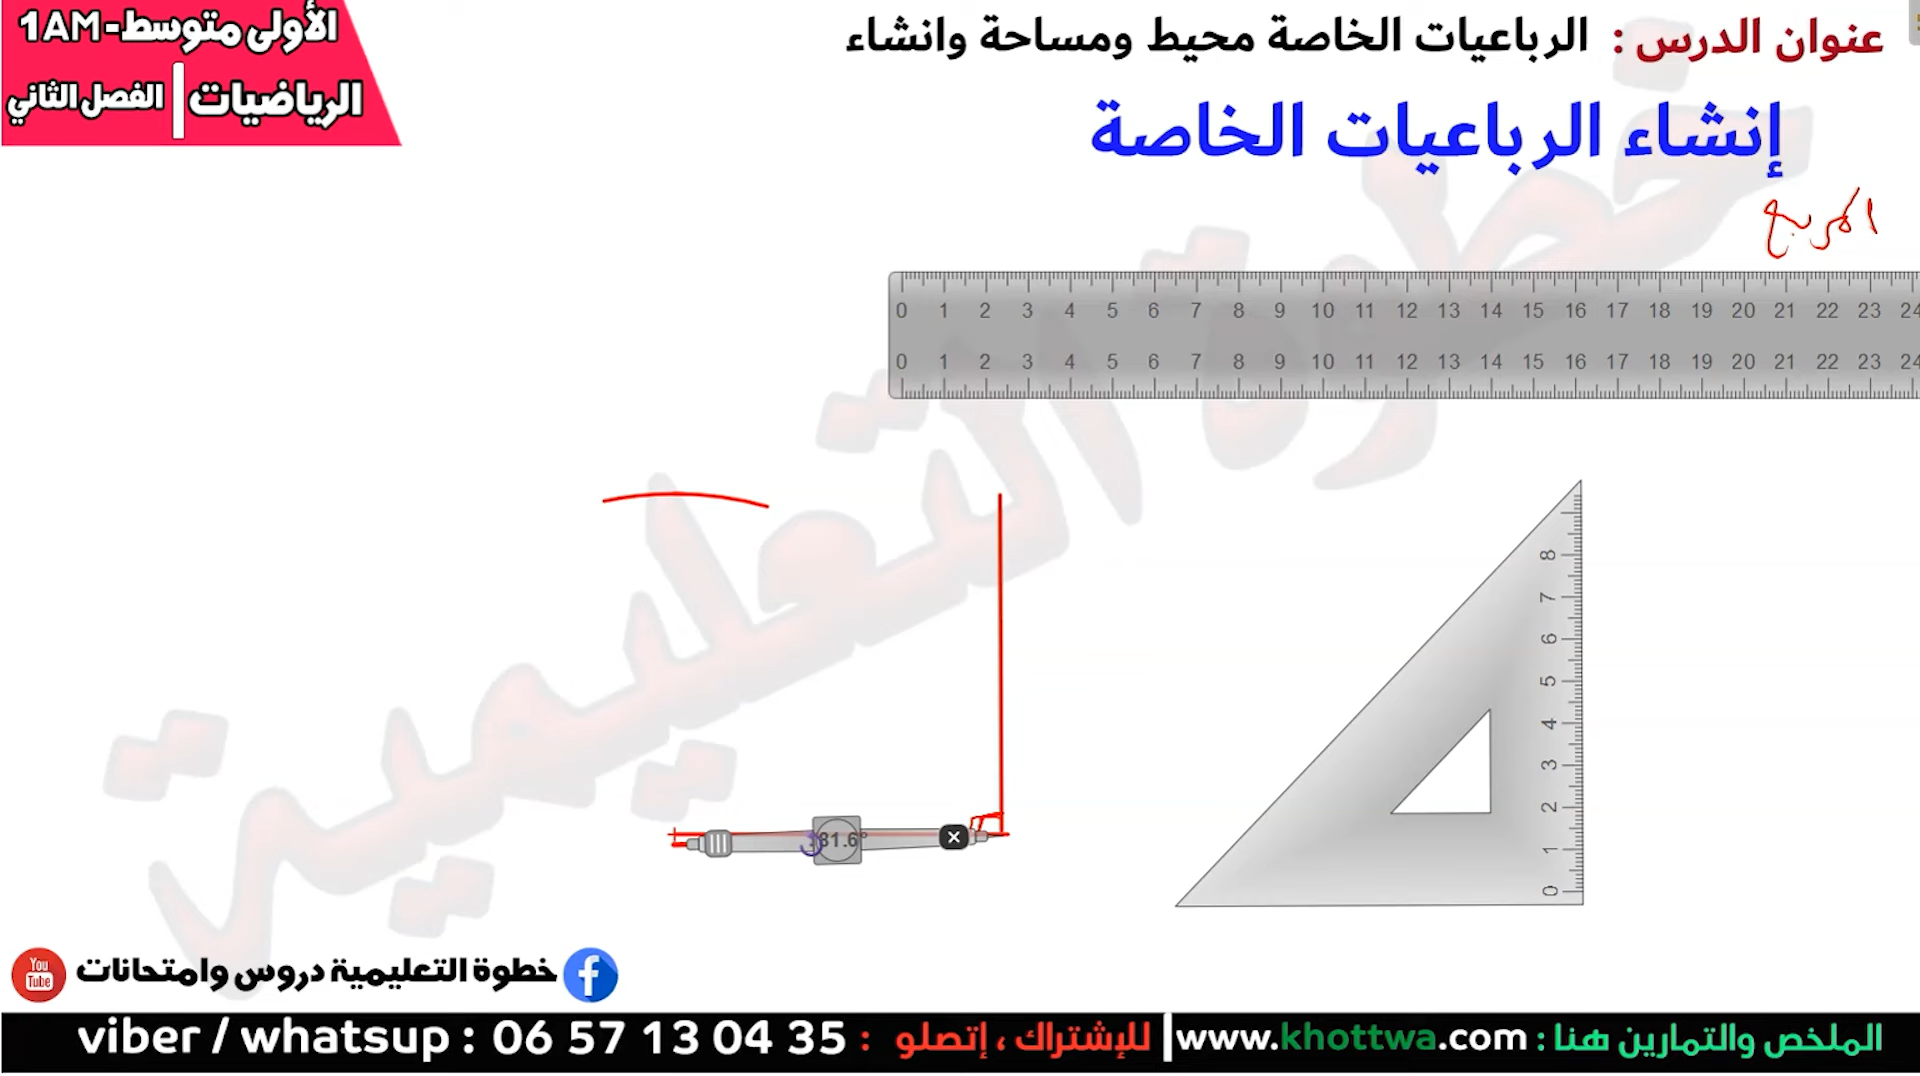 الأولى متوسط-1AM
الرياضيات | الفصل الثاني
عنوان الدرس : الرباعيات الخاصة محيط ومساحة وانشاء
إنشاء الرباعيات الخاصة
المربع
0 1 2 3 4 5 6 7 8 9 10 11 12 13 14 15 16 17 18 19 20 21 22 23 24
0 1 2 3 4 5 6 7 8 9 10 11 12 13 14 15 16 17 18 19 20 21 22 23 24
خطوة التعليمية
8
7
6
5
4
3
2
1
0
خطوة التعليمية دروس وامتحانات
You
Tube
الملخص والتمارين هنا : www.khottwa.com | للإشتراك ، إتصلو : viber / whatsup : 06 57 13 04 35